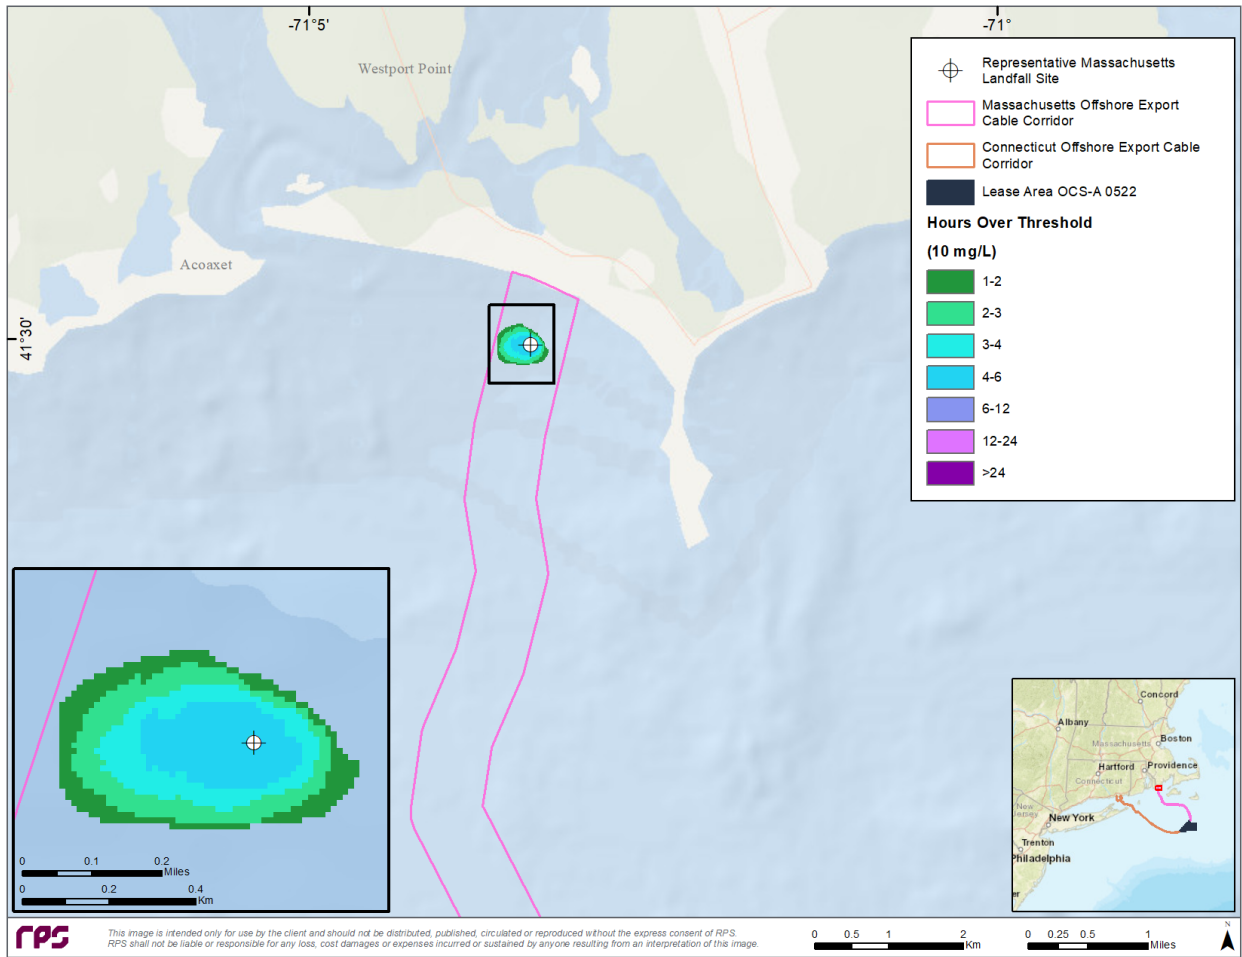 -71°5'
-71°
Westport Point
Acoaxet
41°30'
Representative Massachusetts
Landfall Site
Massachusetts Offshore Export
Cable Corridor
Connecticut Offshore Export Cable
Corridor
Lease Area OCS-A 0522
Hours Over Threshold
(10 mg/L)
1-2
2-3
3-4
4-6
6-12
12-24
>24
0 0.1 0.2
Miles
0 0.2 0.4
Km
Concord
Albany
Boston
Massachusetts
Hartford
Providence
Connecticut
New
Jersey
New York
Trenton
Philadelphia
er
RPS
This image is intended only for use by the client and should not be distributed, published, circulated or reproduced without the express consent of RPS.
RPS shall not be liable or responsible for any loss, cost damages or expenses incurred or sustained by anyone resulting from an interpretation of this image.
0 0.5 1 2
Km
0 0.25 0.5 1
Miles
N